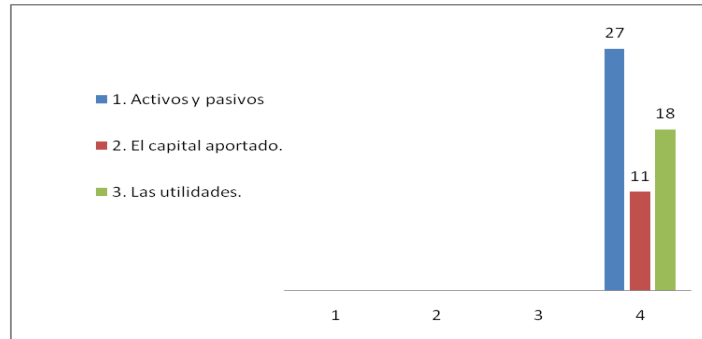 27
1. Activos y pasivos
18
2. El capital aportado.
11
3. Las utilidades.
1 2 3 4